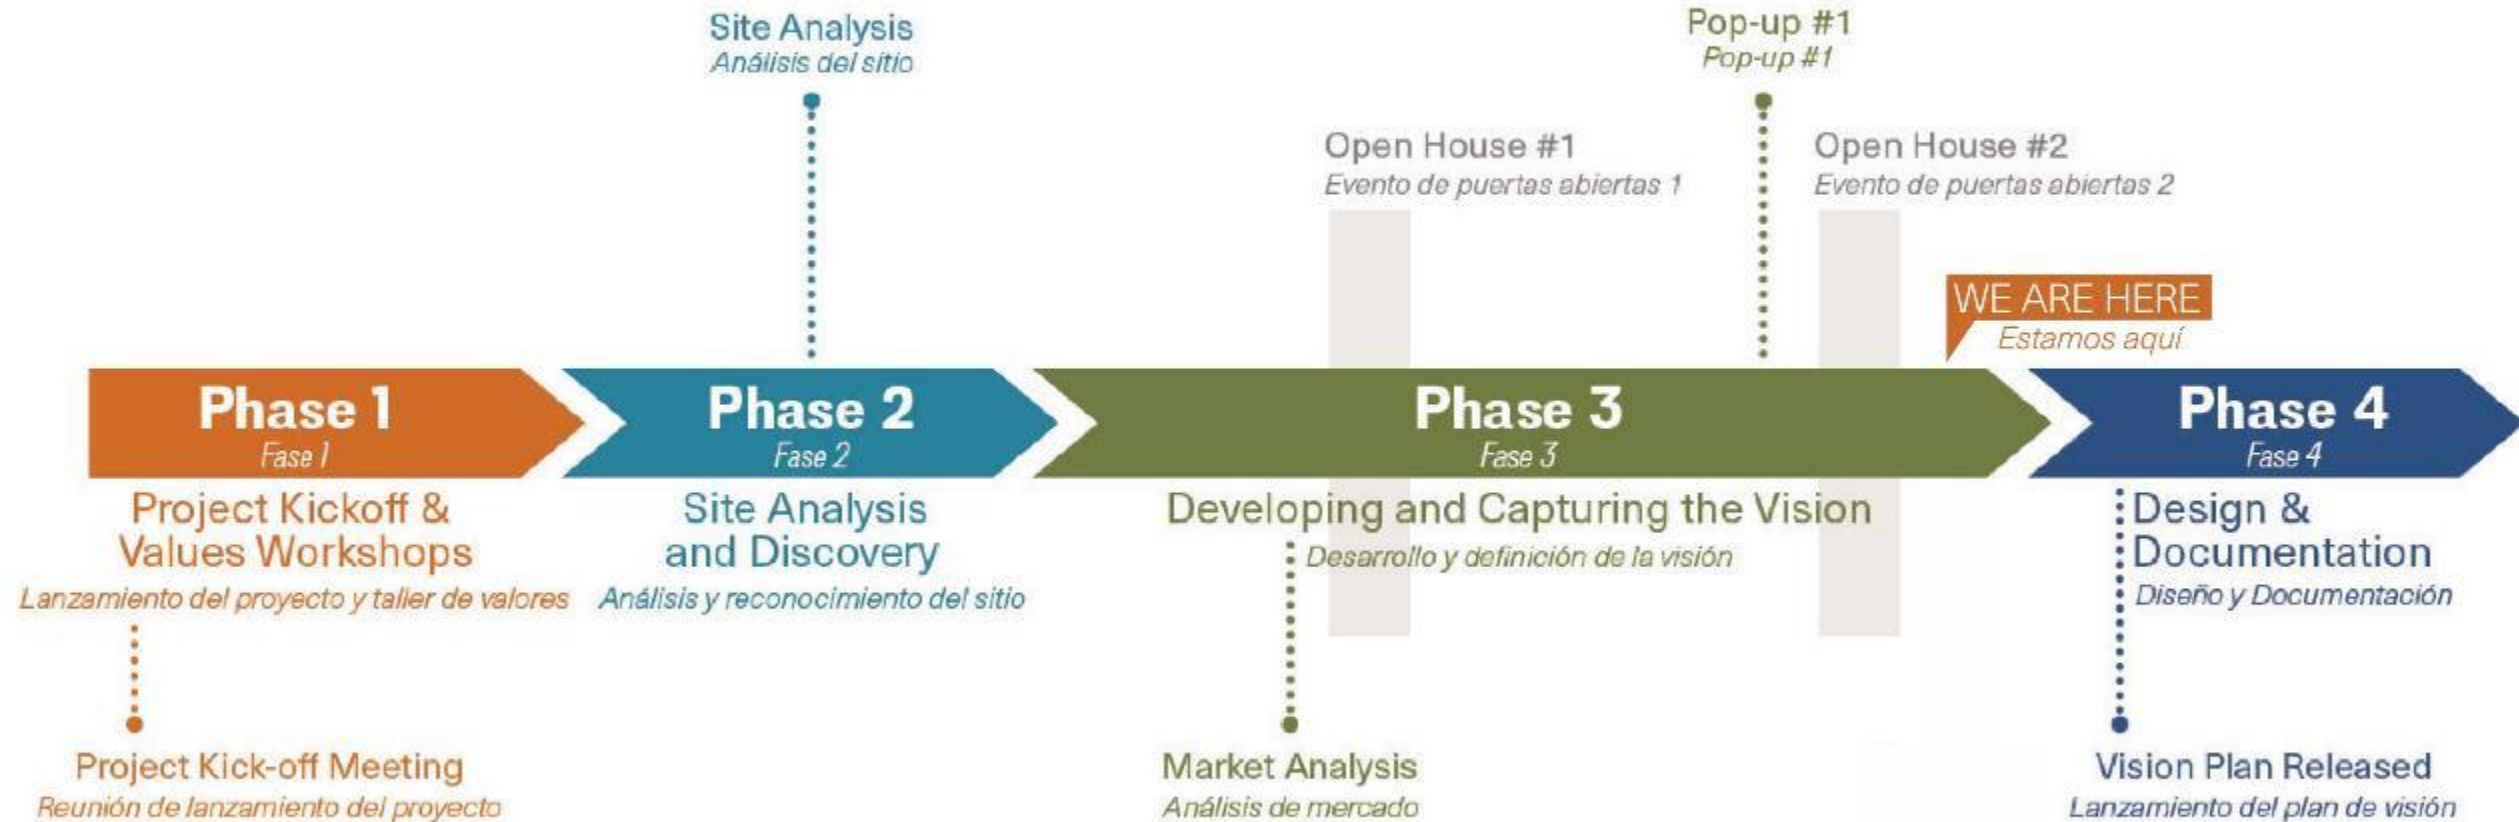 Site Analysis
Análisis del sitio
Pop-up #1
Pop-up #1
Open House #1
Evento de puertas abiertas 1
Open House #2
Evento de puertas abiertas 2
WE ARE HERE
Estamos aquí
Phase 1
Fase 1
Phase 2
Fase 2
Phase 3
Fase 3
Phase 4
Fase 4
Project Kickoff &
Values Workshops
Lanzamiento del proyecto y taller de valores
Site Analysis
and Discovery
Análisis y reconocimiento del sitio
Developing and Capturing the Vision
Desarrollo y definición de la visión
Design &
Documentation
Diseño y Documentación
Project Kick-off Meeting
Reunión de lanzamiento del proyecto
Market Analysis
Análisis de mercado
Vision Plan Released
Lanzamiento del plan de visión